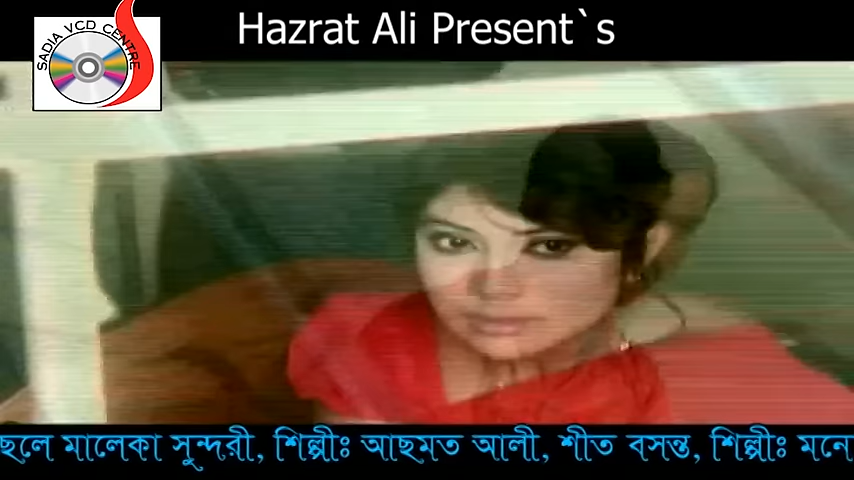 Hazrat Ali Present`s
SADIA VCD CENTRE
ছলে মালেকা সুন্দরী, শিল্পীঃ আছমত আলী, শীত বসন্ত, শিল্পীঃ মনো